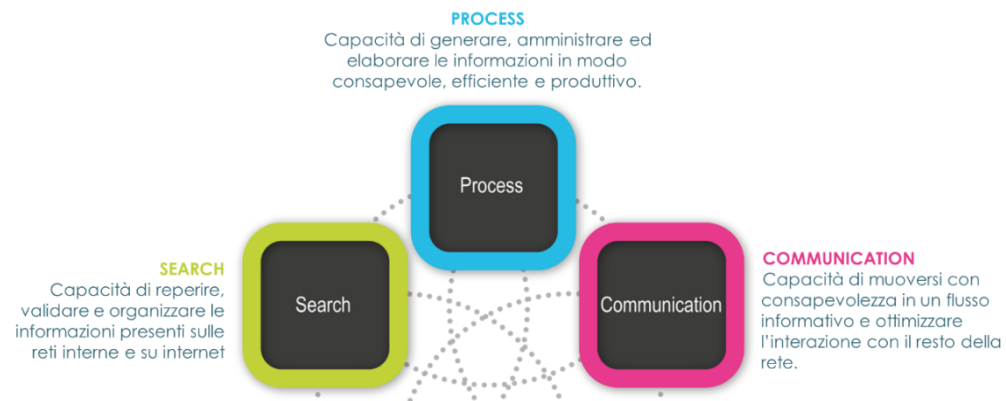 PROCESS
Capacità di generare, amministrare ed
elaborare le informazioni in modo
consapevole, efficiente e produttivo.
Process
SEARCH
Capacità di reperire,
validare e organizzare le
informazioni presenti sulle
reti interne e su internet
Search
Communication
COMMUNICATION
Capacità di muoversi con
consapevolezza in un flusso
informativo e ottimizzare
l'interazione con il resto della
rete.